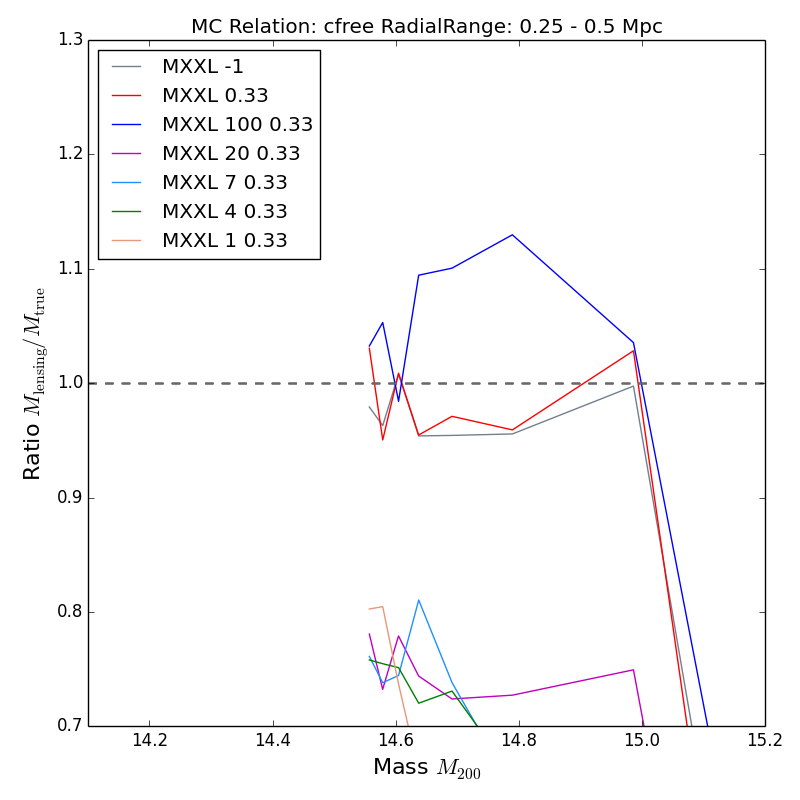 MC Relation: cfree RadialRange: 0.25 - 0.5 Mpc
1.3
1.2
1.1
1.0
0.9
0.8
0.7
MXXL -1
MXXL 0.33
MXXL 100 0.33
MXXL 20 0.33
MXXL 7 0.33
MXXL 4 0.33
MXXL 1 0.33
Ratio M_lensing/M_true
14.2 14.4 14.6 14.8 15.0 15.2
Mass M_200